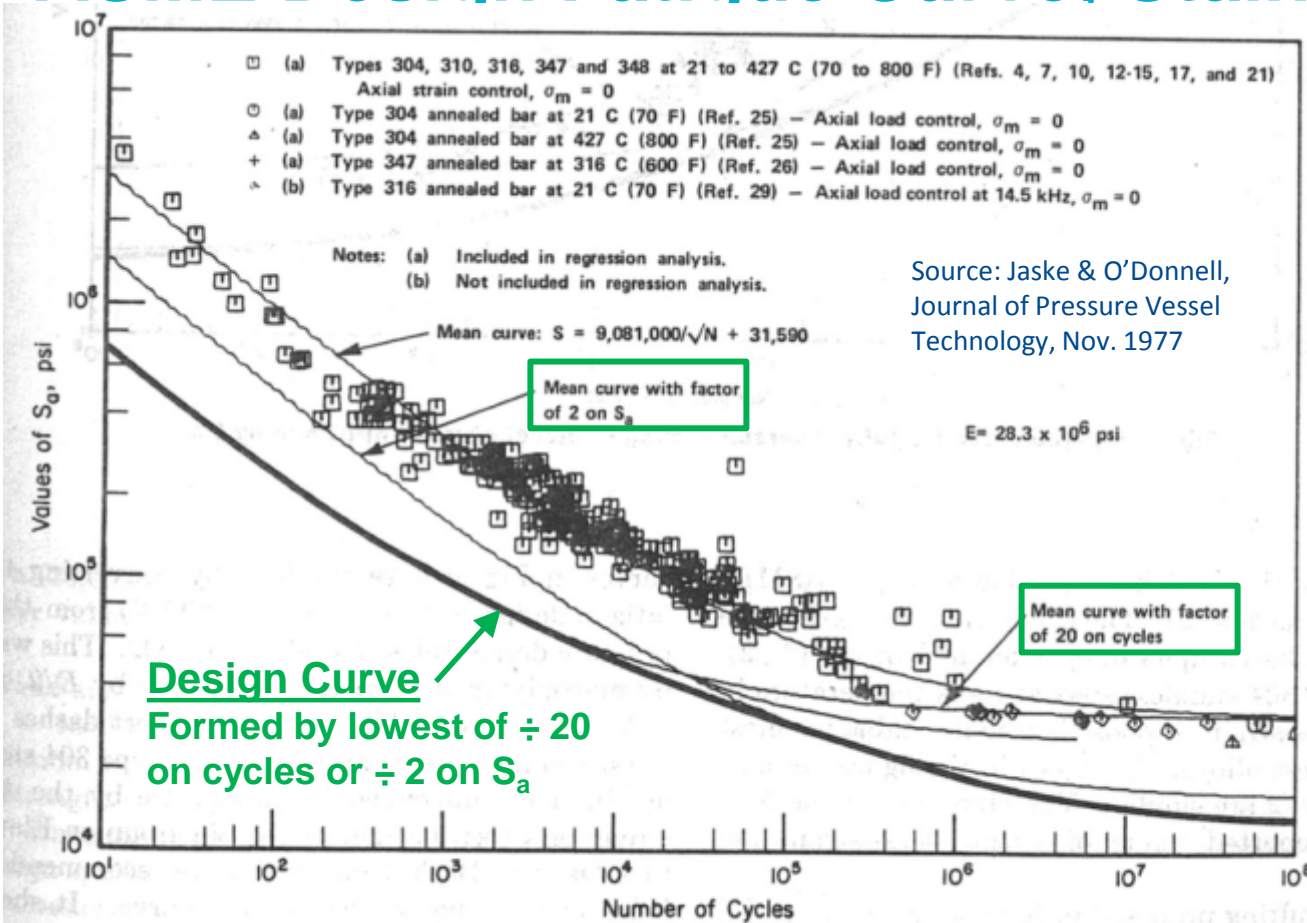 10⁷
(a) Types 304, 310, 316, 347 and 348 at 21 to 427 C (70 to 800 F) (Refs. 4, 7, 10, 12-15, 17, and 21)
Axial strain control, σm = 0
(a) Type 304 annealed bar at 21 C (70 F) (Ref. 25) — Axial load control, σm = 0
(a) Type 304 annealed bar at 427 C (800 F) (Ref. 25) — Axial load control, σm = 0
(a) Type 347 annealed bar at 316 C (600 F) (Ref. 26) — Axial load control, σm = 0
(b) Type 316 annealed bar at 21 C (70 F) (Ref. 29) — Axial load control at 14.5 kHz, σm = 0
Notes: (a) Included in regression analysis.
(b) Not included in regression analysis.
Source: Jaske & O'Donnell,
Journal of Pressure Vessel
Technology, Nov. 1977
10⁶
Mean curve: S = 9,081,000/√N + 31,590
Mean curve with factor
of 2 on Sa
E= 28.3 x 10⁶ psi
Values of Sa, psi
10⁵
Mean curve with factor
of 20 on cycles
Design Curve
Formed by lowest of ÷ 20
on cycles or ÷ 2 on Sa
10⁴
10¹ 10² 10³ 10⁴ 10⁵ 10⁶ 10⁷ 10⁸
Number of Cycles